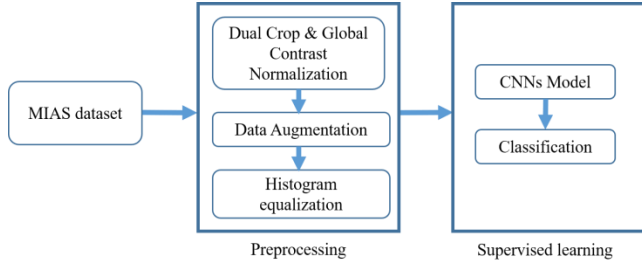 MIAS dataset
Dual Crop & Global
Contrast
Normalization
Data Augmentation
Histogram
equalization
Preprocessing
CNNs Model
Classification
Supervised learning